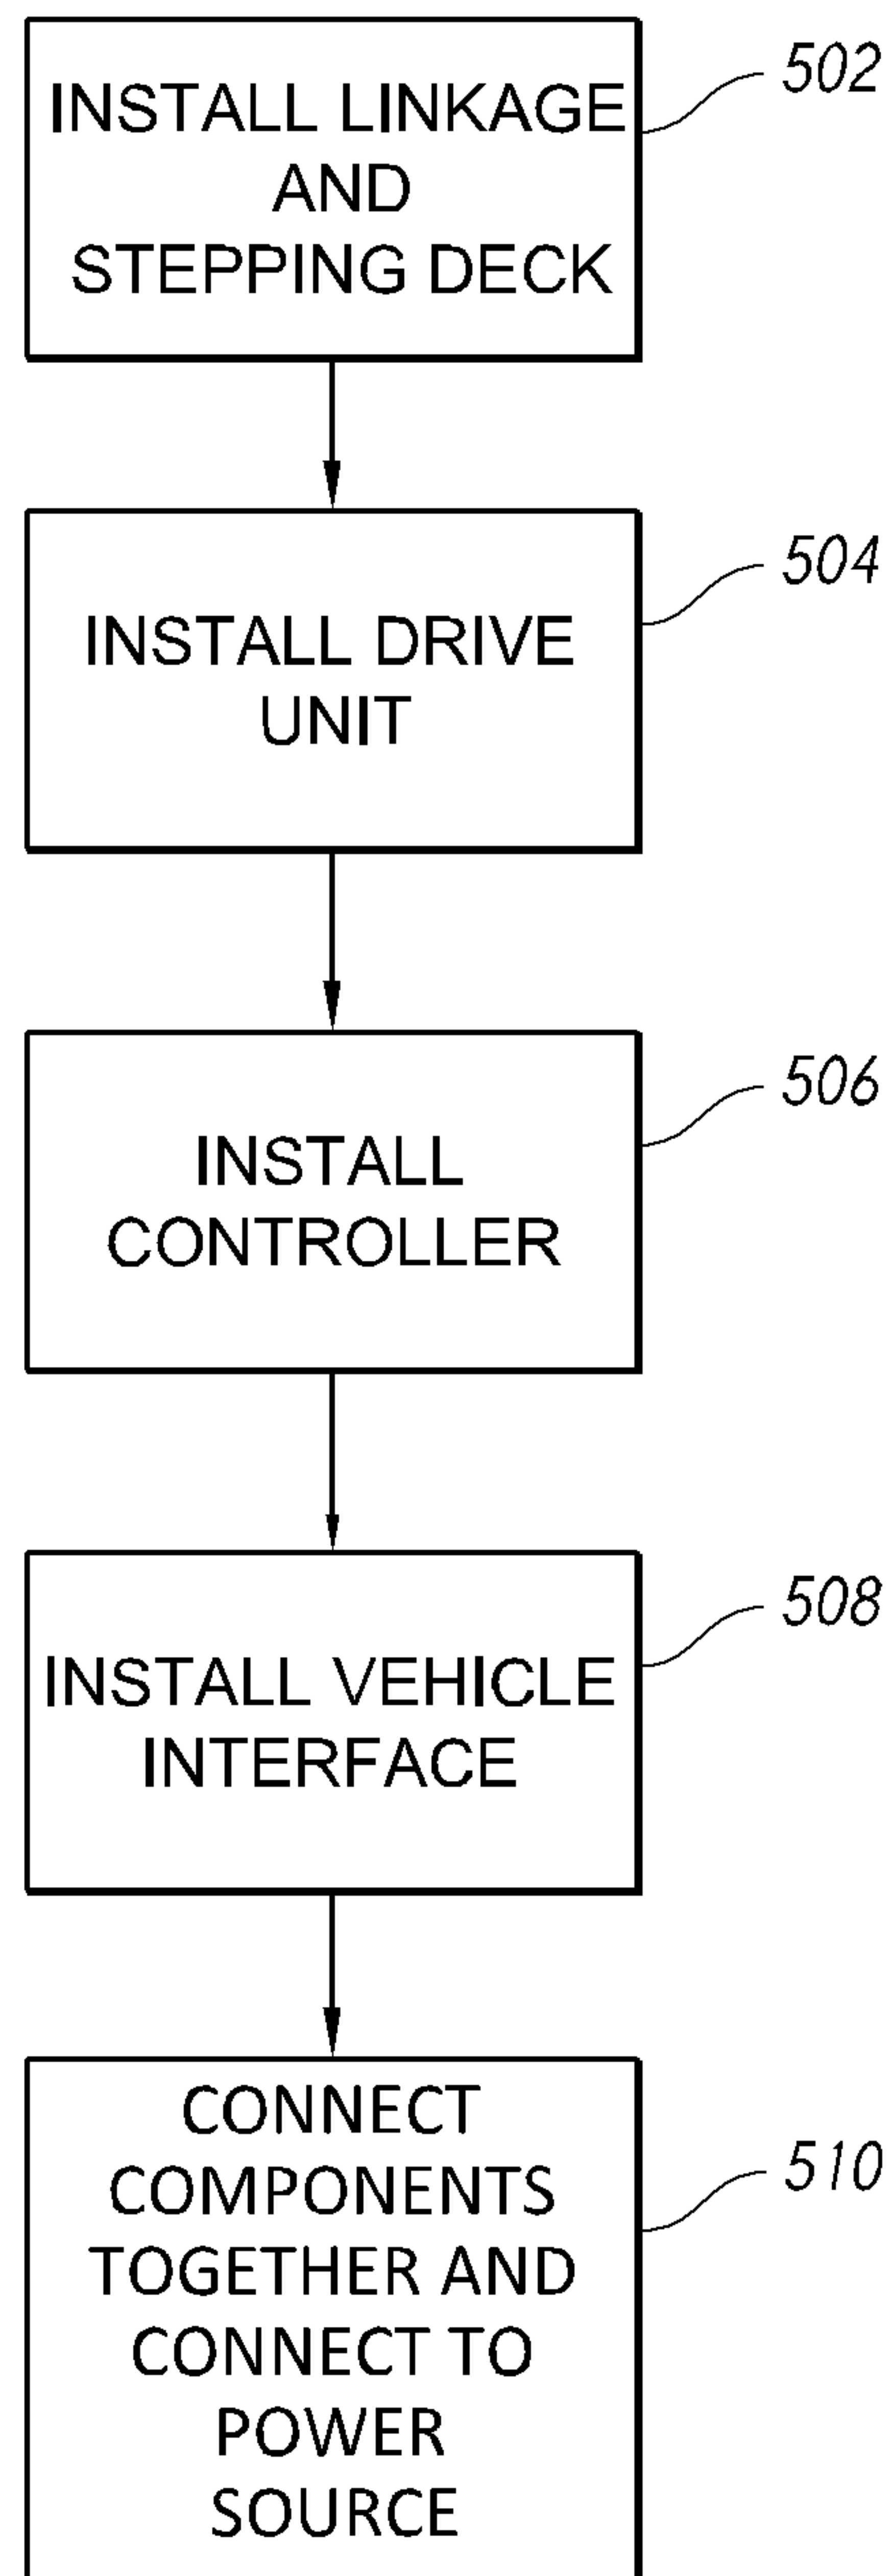 INSTALL LINKAGE
AND
STEPPING DECK
502
INSTALL DRIVE
UNIT
504
INSTALL
CONTROLLER
506
INSTALL VEHICLE
INTERFACE
508
CONNECT
COMPONENTS
TOGETHER AND
CONNECT TO
POWER
SOURCE
510